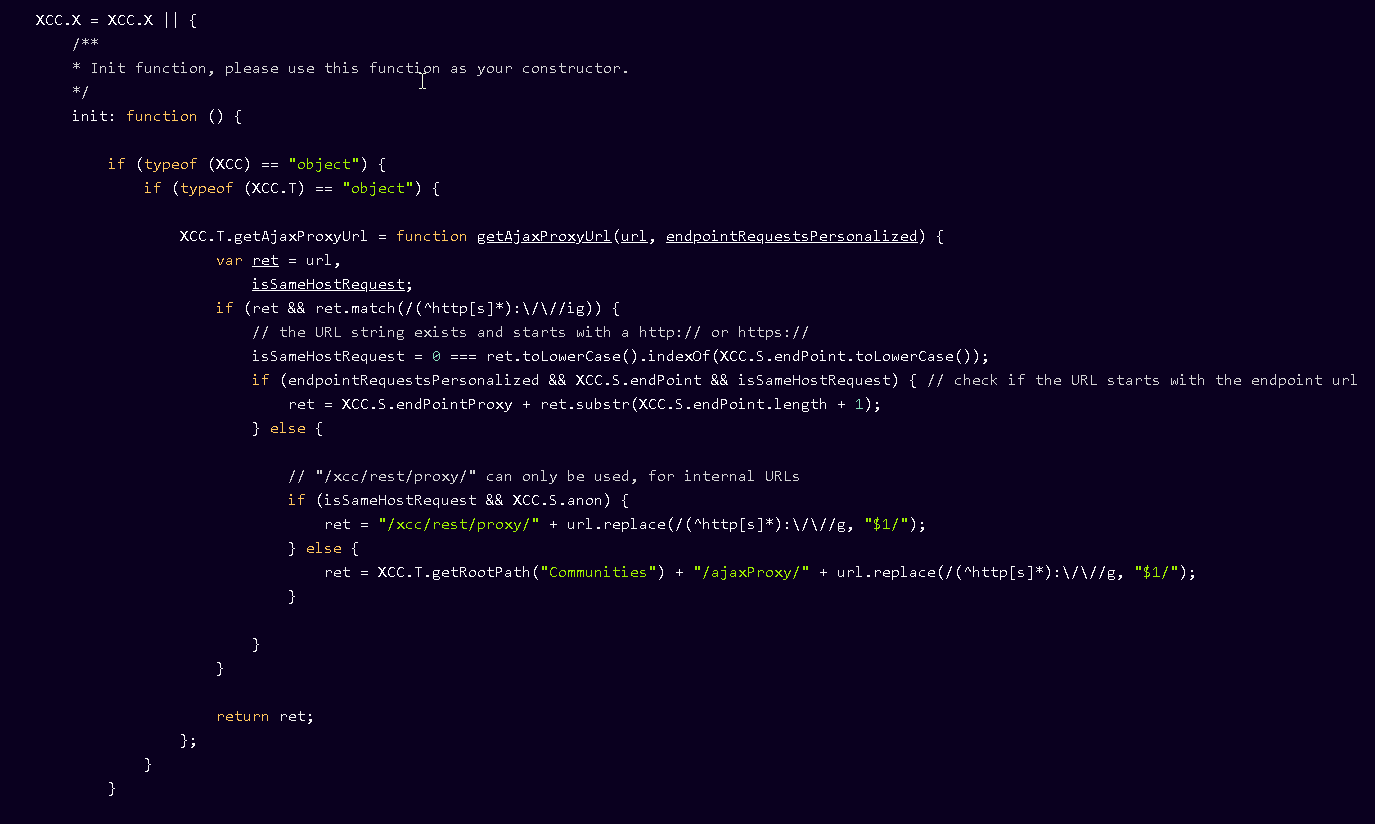 XCC.X = XCC.X || {
/**
* Init function, please use this function as your constructor.
*/
init: function () {
if (typeof (XCC) == "object") {
if (typeof (XCC.T) == "object") {
XCC.T.getAjaxProxyUrl = function getAjaxProxyUrl(url, endpointRequestsPersonalized) {
var ret = url,
isSameHostRequest;
if (ret && ret.match(/(^http[s]*):\/\//ig)) {
// the URL string exists and starts with a http:// or https://
isSameHostRequest = 0 === ret.toLowerCase().indexOf(XCC.S.endPoint.toLowerCase());
if (endpointRequestsPersonalized && XCC.S.endPoint && isSameHostRequest) { // check if the URL starts with the endpoint url
ret = XCC.S.endPointProxy + ret.substr(XCC.S.endPoint.length + 1);
} else {
// "/xcc/rest/proxy/" can only be used, for internal URLs
if (isSameHostRequest && XCC.S.anon) {
ret = "/xcc/rest/proxy/" + url.replace(/(^http[s]*):\/\//g, "$1/");
} else {
ret = XCC.T.getRootPath("Communities") + "/ajaxProxy/" + url.replace(/(^http[s]*):\/\//g, "$1/");
}
}
}
return ret;
};
}
}